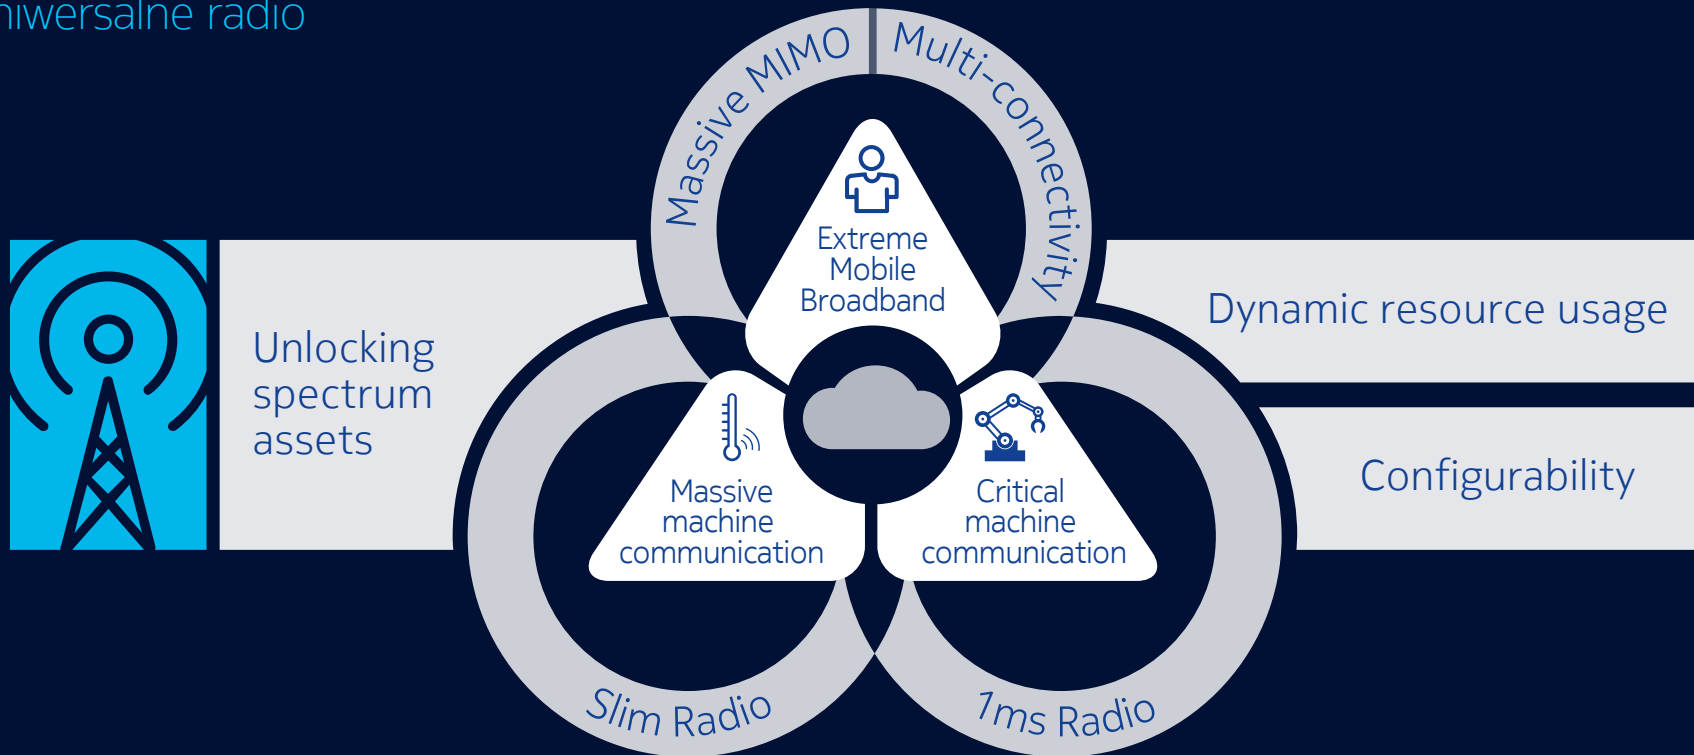 radio
Massive MIMO
Multi-connectivity
Extreme
Mobile
Broadband
Unlocking
spectrum
assets
Dynamic resource usage
Configurability
Massive
machine
communication
Critical
machine
communication
Slim Radio
1ms Radio